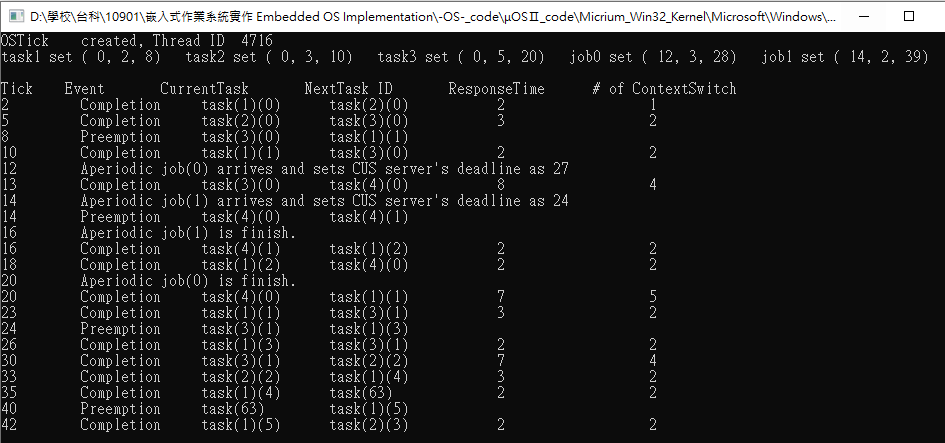 D:\學校\台科\10901\嵌入式作業系統實作 Embedded OS Implementation\-OS-_code\μOSⅡ_code\Micrium_Win32_Kernel\Microsoft\Windows\...
OSTick    created, Thread ID  4716
task1 set ( 0, 2, 8)   task2 set ( 0, 3, 10)   task3 set ( 0, 5, 20)   job0 set ( 12, 3, 28)   job1 set ( 14, 2, 39)
Tick    Event       CurrentTask       NextTask ID       ResponseTime      # of ContextSwitch
2       Completion     task(1)(0)      task(2)(0)              2                  1
5       Completion     task(2)(0)      task(3)(0)              3                  2
8       Preemption     task(3)(0)      task(1)(1)
10      Completion     task(1)(1)      task(3)(0)              2                  2
12      Aperiodic job(0) arrives and sets CUS server's deadline as 27
13      Completion     task(3)(0)      task(4)(0)              8                  4
14      Aperiodic job(1) arrives and sets CUS server's deadline as 24
14      Preemption     task(4)(0)      task(4)(1)
16      Aperiodic job(1) is finish.
16      Completion     task(4)(1)      task(1)(2)              2                  2
18      Completion     task(1)(2)      task(4)(0)              2                  2
20      Aperiodic job(0) is finish.
20      Completion     task(4)(0)      task(1)(1)              7                  5
23      Completion     task(1)(1)      task(3)(1)              3                  2
24      Preemption     task(3)(1)      task(1)(3)
26      Completion     task(1)(3)      task(3)(1)              2                  2
30      Completion     task(3)(1)      task(2)(2)              7                  4
33      Completion     task(2)(2)      task(1)(4)              3                  2
35      Completion     task(1)(4)      task(63)                2                  2
40      Preemption     task(63)        task(1)(5)
42      Completion     task(1)(5)      task(2)(3)              2                  2